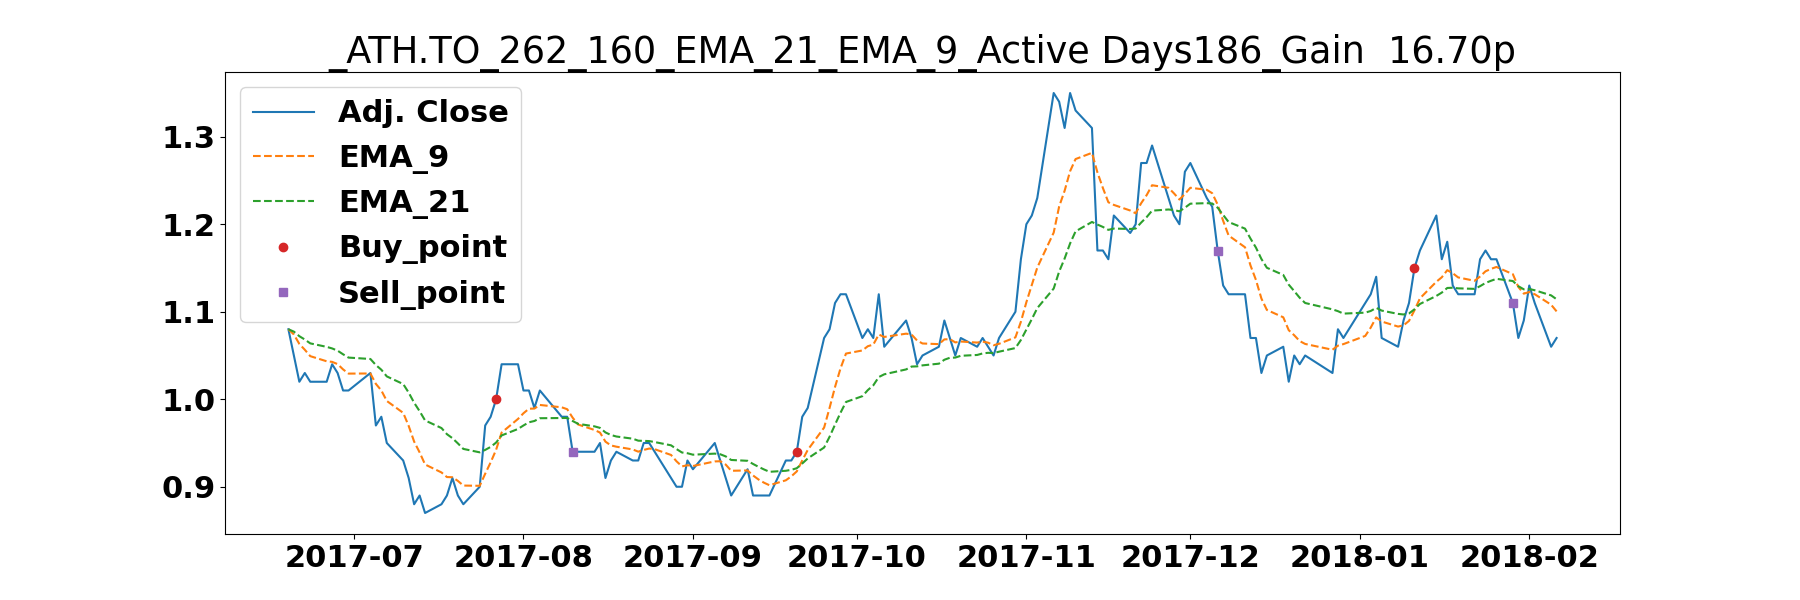 _ATH.TO_262_160_EMA_21_EMA_9_Active Days186_Gain  16.70p
Adj. Close
EMA_9
EMA_21
Buy_point
Sell_point
1.3
1.2
1.1
1.0
0.9
2017-07 2017-08 2017-09 2017-10 2017-11 2017-12 2018-01 2018-02